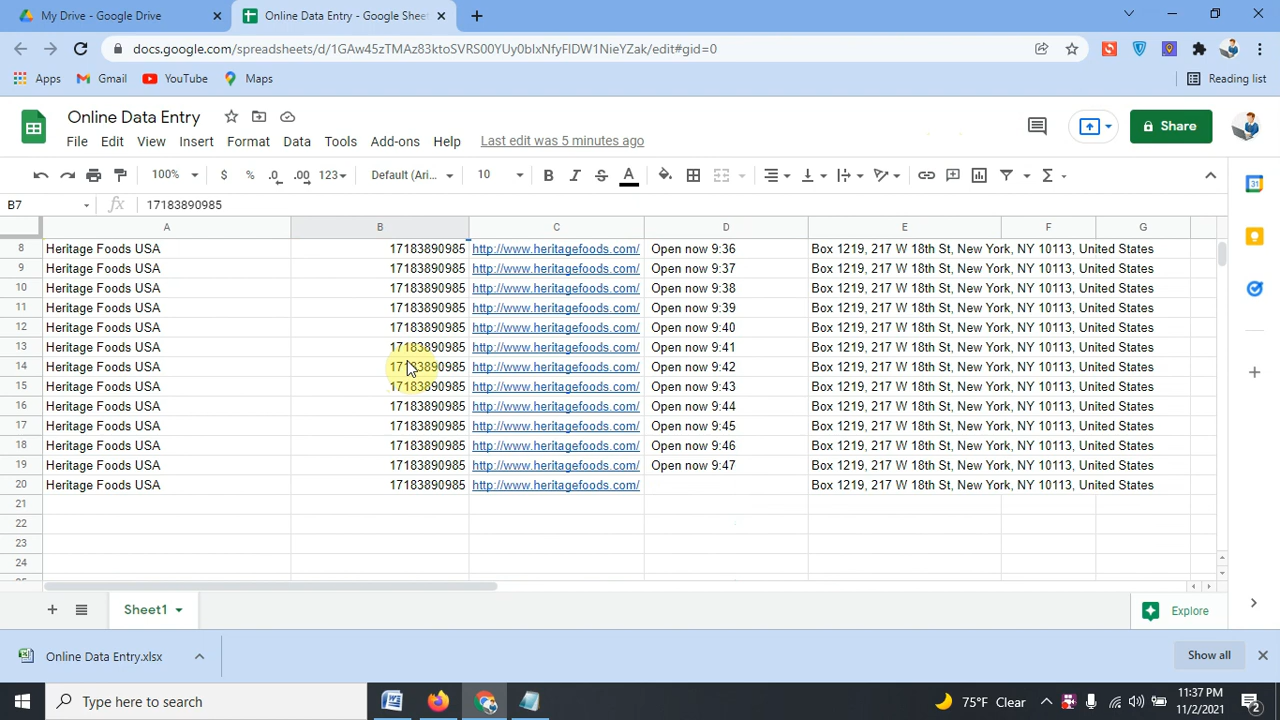 My Drive - Google Drive
Online Data Entry - Google Sheet
docs.google.com/spreadsheets/d/1GAw45zTMAz83ktoSVRS00YUy0bIxNfyFIDW1NieYZak/edit#gid=0
Apps Gmail YouTube Maps Reading list
Online Data Entry
File Edit View Insert Format Data Tools Add-ons Help Last edit was 5 minutes ago
Share
100% $ % .0 .00 123 Default (Ari... 10 B I S A
B7 fx 17183890985
A B C D E F G
8 Heritage Foods USA 17183890985 http://www.heritagefoods.com/ Open now 9:36 Box 1219, 217 W 18th St, New York, NY 10113, United States
9 Heritage Foods USA 17183890985 http://www.heritagefoods.com/ Open now 9:37 Box 1219, 217 W 18th St, New York, NY 10113, United States
10 Heritage Foods USA 17183890985 http://www.heritagefoods.com/ Open now 9:38 Box 1219, 217 W 18th St, New York, NY 10113, United States
11 Heritage Foods USA 17183890985 http://www.heritagefoods.com/ Open now 9:39 Box 1219, 217 W 18th St, New York, NY 10113, United States
12 Heritage Foods USA 17183890985 http://www.heritagefoods.com/ Open now 9:40 Box 1219, 217 W 18th St, New York, NY 10113, United States
13 Heritage Foods USA 17183890985 http://www.heritagefoods.com/ Open now 9:41 Box 1219, 217 W 18th St, New York, NY 10113, United States
14 Heritage Foods USA 17183890985 http://www.heritagefoods.com/ Open now 9:42 Box 1219, 217 W 18th St, New York, NY 10113, United States
15 Heritage Foods USA 17183890985 http://www.heritagefoods.com/ Open now 9:43 Box 1219, 217 W 18th St, New York, NY 10113, United States
16 Heritage Foods USA 17183890985 http://www.heritagefoods.com/ Open now 9:44 Box 1219, 217 W 18th St, New York, NY 10113, United States
17 Heritage Foods USA 17183890985 http://www.heritagefoods.com/ Open now 9:45 Box 1219, 217 W 18th St, New York, NY 10113, United States
18 Heritage Foods USA 17183890985 http://www.heritagefoods.com/ Open now 9:46 Box 1219, 217 W 18th St, New York, NY 10113, United States
19 Heritage Foods USA 17183890985 http://www.heritagefoods.com/ Open now 9:47 Box 1219, 217 W 18th St, New York, NY 10113, United States
20 Heritage Foods USA 17183890985 http://www.heritagefoods.com/ Box 1219, 217 W 18th St, New York, NY 10113, United States
21
22
23
24
Sheet1 Explore
Online Data Entry.xlsx Show all
Type here to search 75°F Clear 11:37 PM
11/2/2021 2